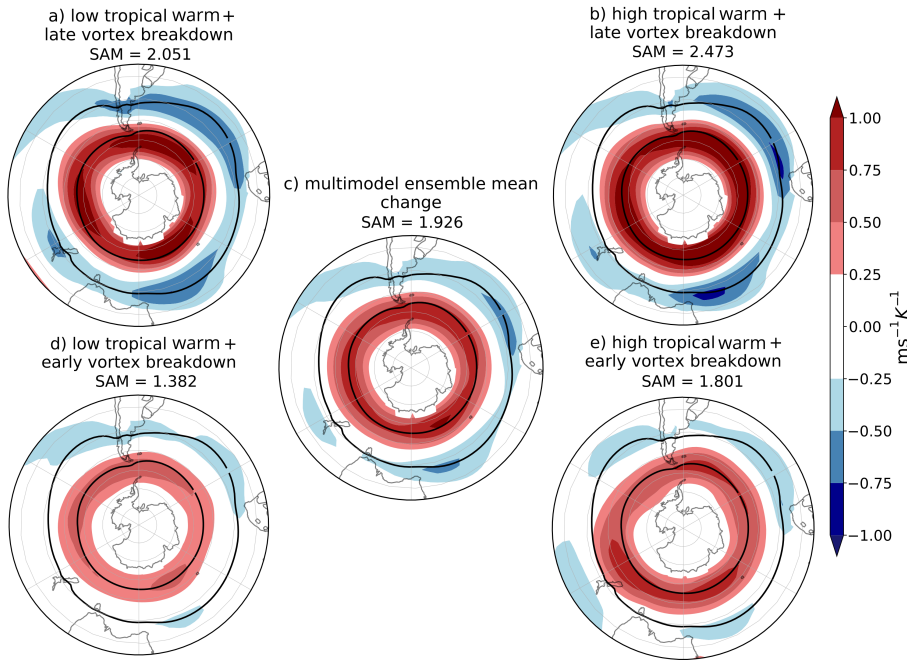 a) low tropical warm +
late vortex breakdown
SAM = 2.051
b) high tropical warm +
late vortex breakdown
SAM = 2.473
c) multimodel ensemble mean
change
SAM = 1.926
d) low tropical warm +
early vortex breakdown
SAM = 1.382
e) high tropical warm +
early vortex breakdown
SAM = 1.801
1.00
0.75
0.50
0.25
0.00
−0.25
−0.50
−0.75
−1.00
ms⁻¹K⁻¹